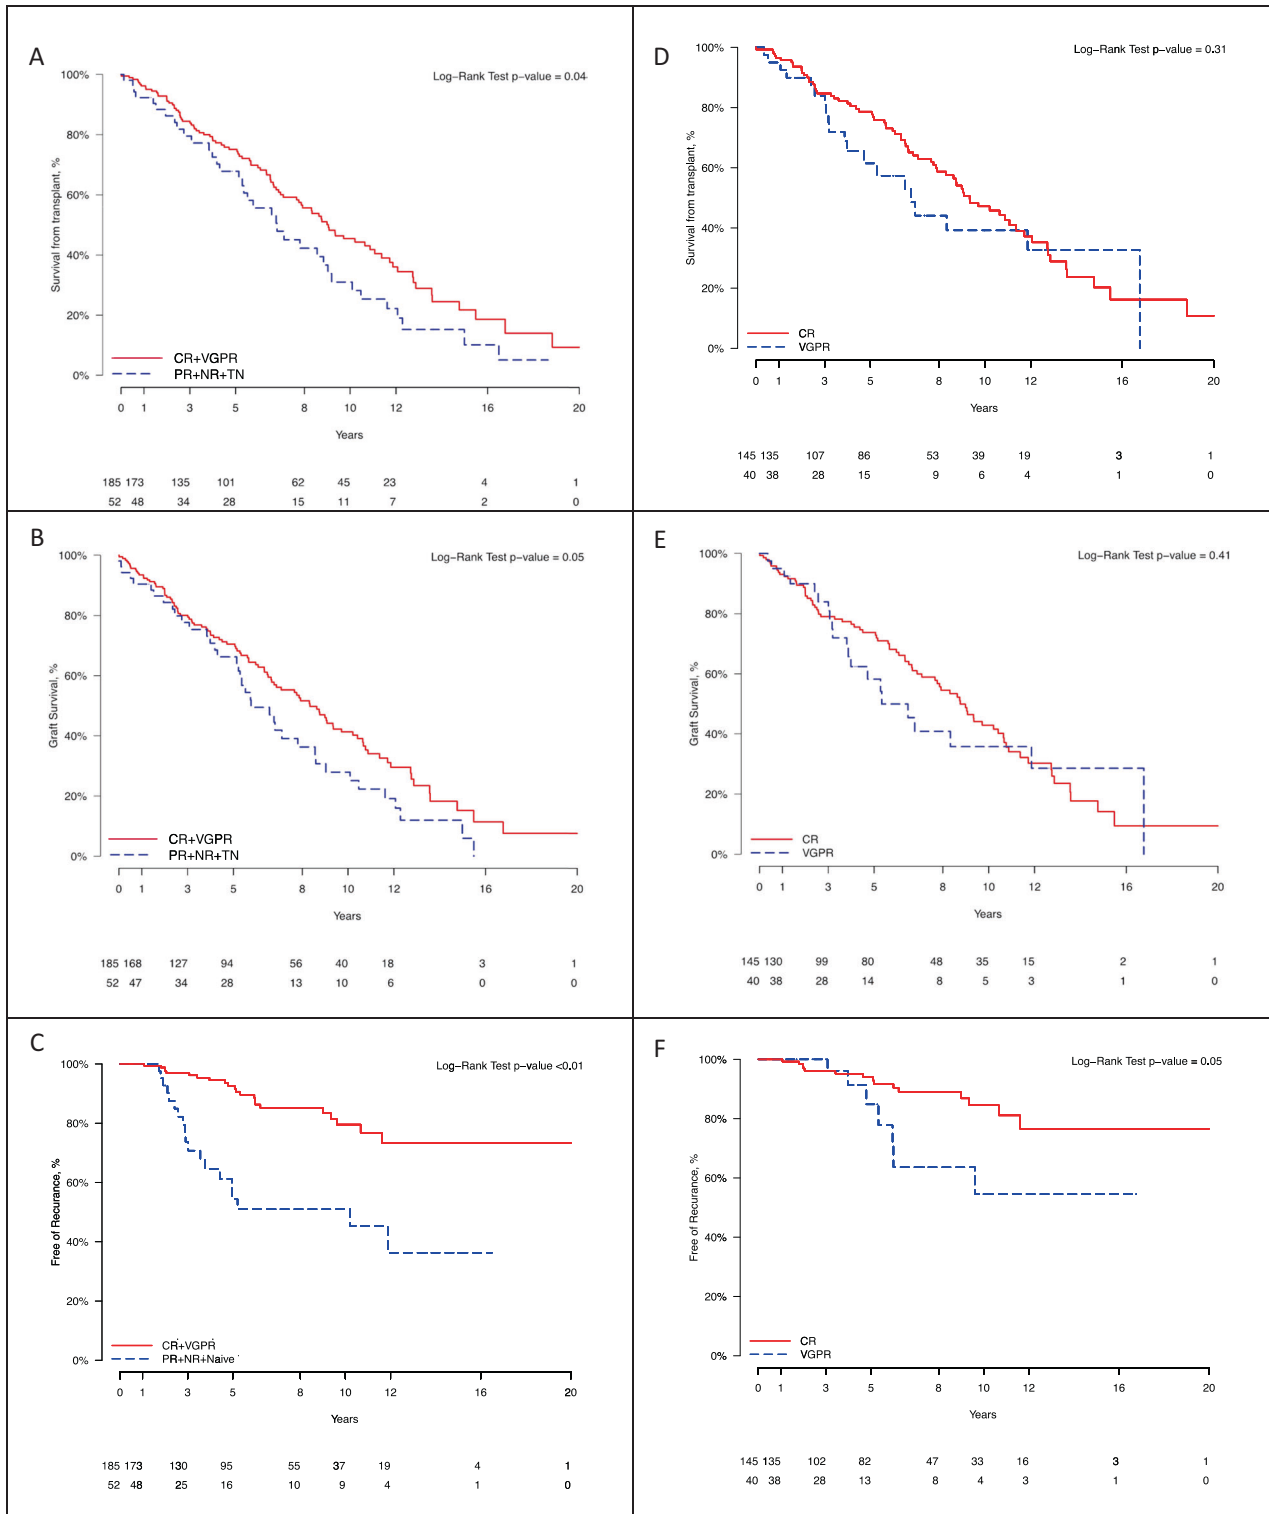 A
Log-Rank Test p-value = 0.04
100%
80%
60%
40%
20%
0%
Survival from transplant, %
CR+VGPR
PR+NR+TN
0 1 3 5 8 10 12 16 20
Years
185 173 135 101 62 45 23 4 1
52 48 34 28 15 11 7 2 0
D
Log-Rank Test p-value = 0.31
100%
80%
60%
40%
20%
0%
Survival from transplant, %
CR
VGPR
0 1 3 5 8 10 12 16 20
Years
145 135 107 86 53 39 19 3 1
40 38 28 15 9 6 4 1 0
B
Log-Rank Test p-value = 0.05
100%
80%
60%
40%
20%
0%
Graft Survival, %
CR+VGPR
PR+NR+TN
0 1 3 5 8 10 12 16 20
Years
185 168 127 94 56 40 18 3 1
52 47 34 28 13 10 6 0 0
E
Log-Rank Test p-value = 0.41
100%
80%
60%
40%
20%
0%
Graft Survival, %
CR
VGPR
0 1 3 5 8 10 12 16 20
Years
145 130 99 80 48 35 15 2 1
40 38 28 14 8 5 3 1 0
C
Log-Rank Test p-value <0.01
100%
80%
60%
40%
20%
0%
Free of Recurance, %
CR+VGPR
PR+NR+Naive
0 1 3 5 8 10 12 16 20
Years
185 173 130 95 55 37 19 4 1
52 48 25 16 10 9 4 1 0
F
Log-Rank Test p-value = 0.05
100%
80%
60%
40%
20%
0%
Free of Recurance, %
CR
VGPR
0 1 3 5 8 10 12 16 20
Years
145 135 102 82 47 33 16 3 1
40 38 28 13 8 4 3 1 0